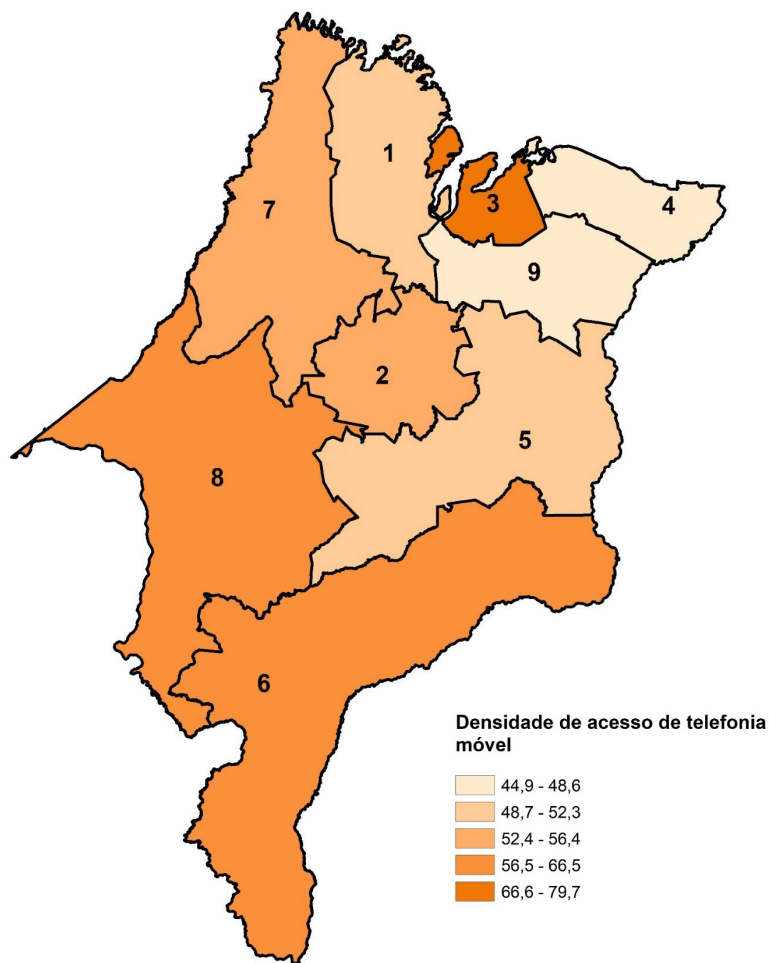 1
3
4
7
9
2
5
8
6
Densidade de acesso de telefonia
móvel
44,9 - 48,6
48,7 - 52,3
52,4 - 56,4
56,5 - 66,5
66,6 - 79,7